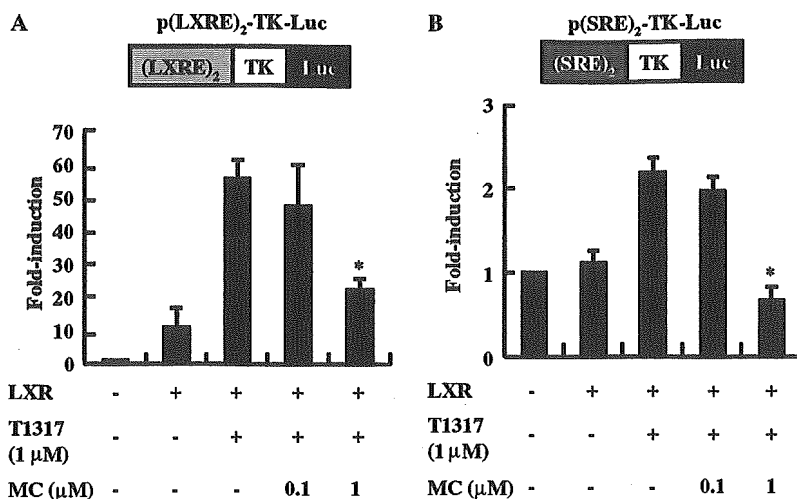 A
p(LXRE)2-TK-Luc
(LXRE)2 TK Luc
Fold-induction
70
60
50
40
30
20
10
0
*
LXR - + + + +
T1317 - - + + +
(1 μM)
MC (μM) - - - 0.1 1
B
p(SRE)2-TK-Luc
(SRE)2 TK Luc
Fold-induction
3
2
1
0
*
LXR - + + + +
T1317 - - + + +
(1 μM)
MC (μM) - - - 0.1 1